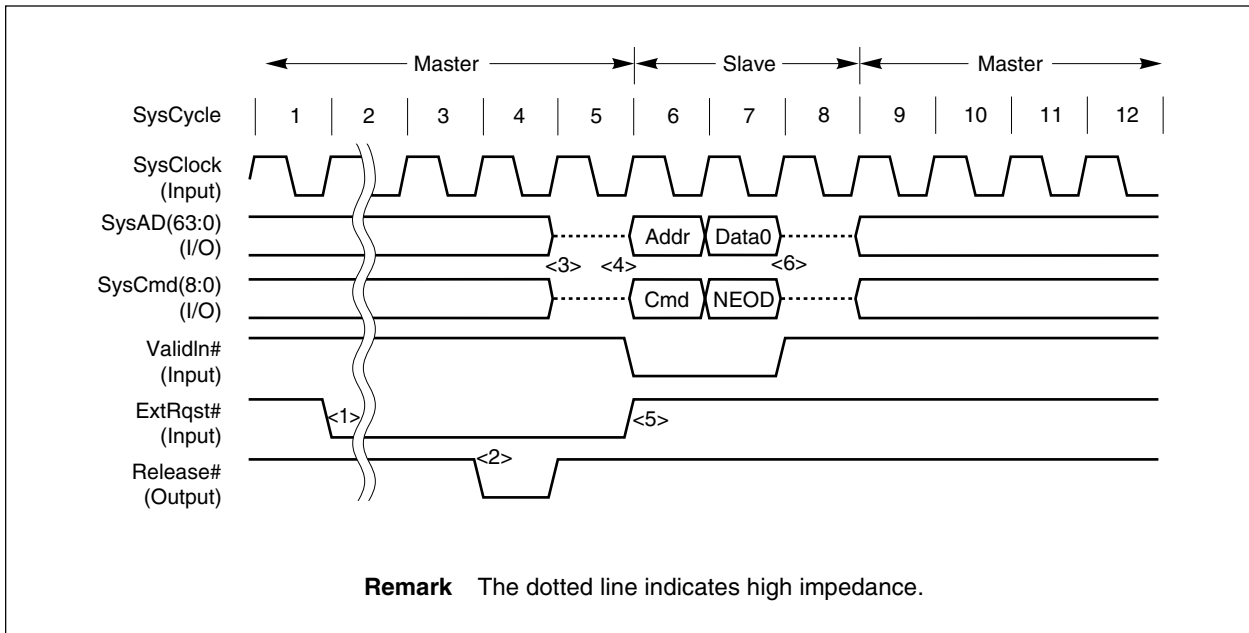 Master Slave Master
SysCycle 1 2 3 4 5 6 7 8 9 10 11 12
SysClock
(Input)
SysAD(63:0)
(I/O)
Addr Data0
<3> <4> <6>
SysCmd(8:0)
(I/O)
Cmd NEOD
ValidIn#
(Input)
ExtRqst#
(Input)
<1> <5>
Release#
(Output)
<2>
Remark The dotted line indicates high impedance.